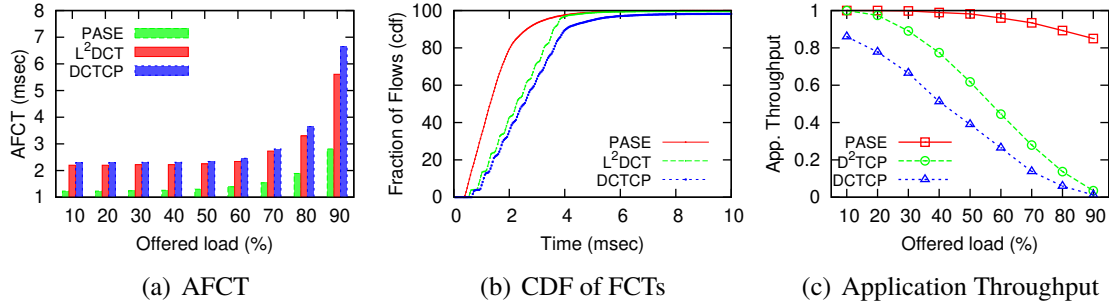 8
7
6
5
4
3
2
1
AFCT (msec)
PASE
L²DCT
DCTCP
10 20 30 40 50 60 70 80 90
Offered load (%)
(a) AFCT
100
80
60
40
20
0
Fraction of Flows (cdf)
PASE
L²DCT
DCTCP
0 2 4 6 8 10
Time (msec)
(b) CDF of FCTs
1
0.8
0.6
0.4
0.2
0
App. Throughput
PASE
D²TCP
DCTCP
10 20 30 40 50 60 70 80 90
Offered load (%)
(c) Application Throughput